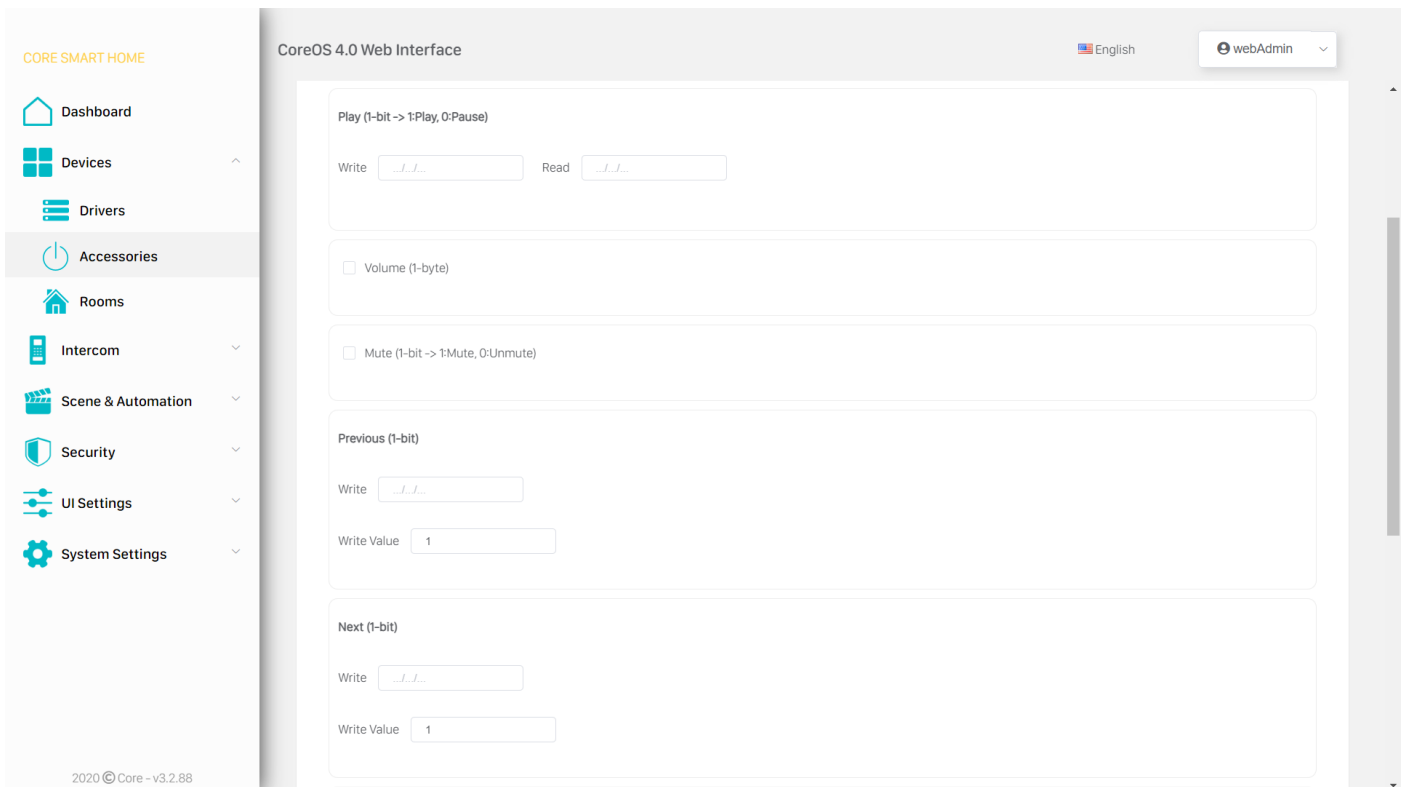 CORE SMART HOME
Dashboard
Devices
Drivers
Accessories
Rooms
Intercom
Scene & Automation
Security
UI Settings
System Settings
2020 © Core - v3.2.88
CoreOS 4.0 Web Interface
English
webAdmin
Play (1-bit -> 1:Play, 0:Pause)
Write .../.../... Read .../.../...
Volume (1-byte)
Mute (1-bit -> 1:Mute, 0:Unmute)
Previous (1-bit)
Write .../.../...
Write Value 1
Next (1-bit)
Write .../.../...
Write Value 1